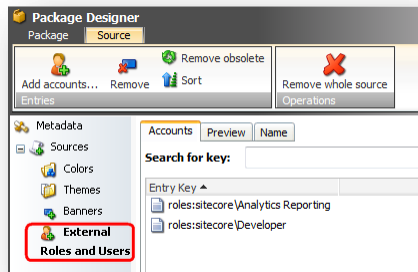 Package Designer
Package Source
Add accounts... Remove Remove obsolete
Sort
Remove whole source
Entries Operations
Metadata
Sources
Colors
Themes
Banners
External
Roles and Users
Accounts Preview Name
Search for key:
Entry Key
roles:sitecore\Analytics Reporting
roles:sitecore\Developer